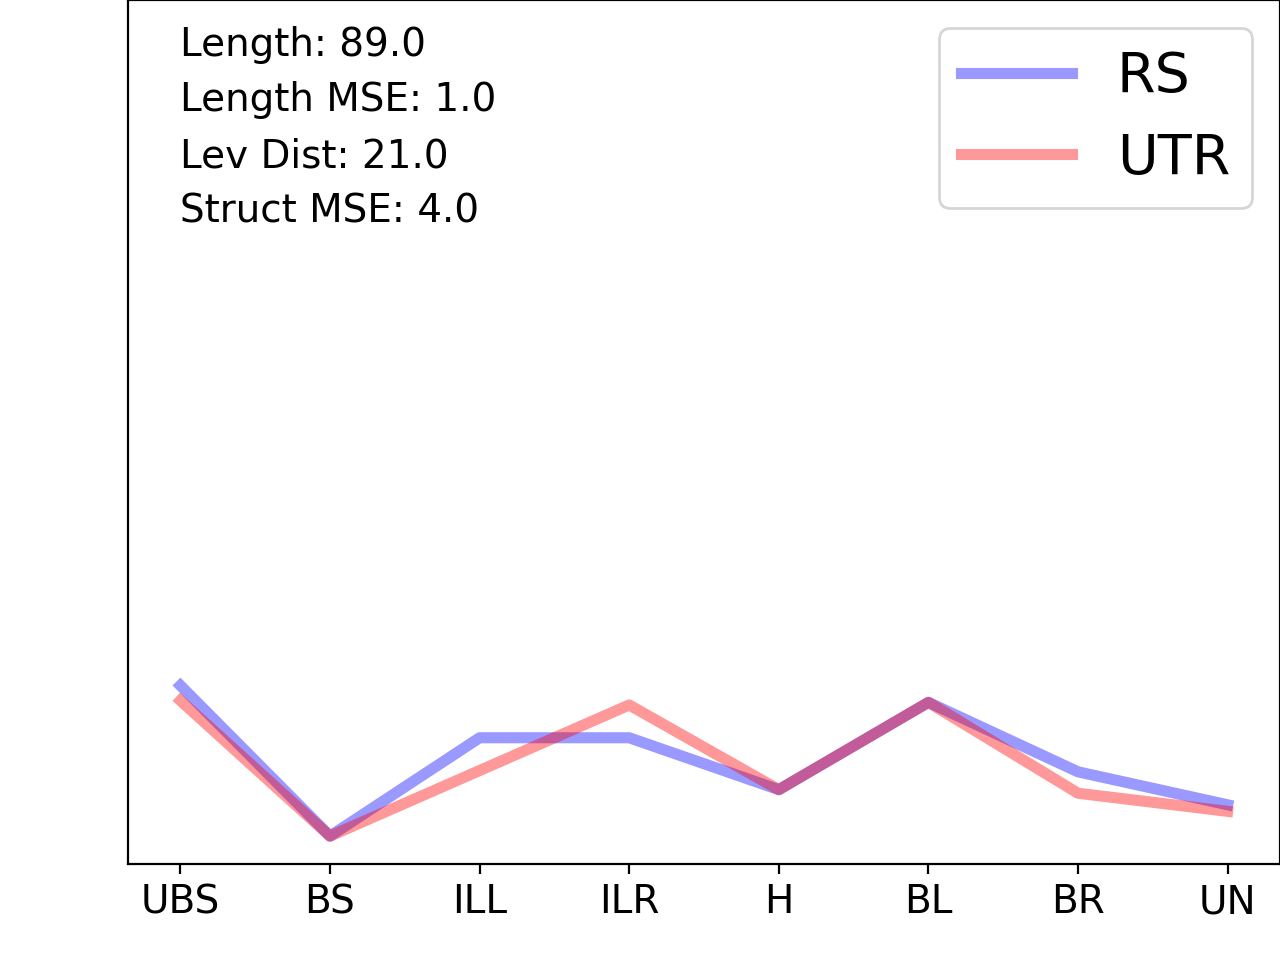 Length: 89.0
Length MSE: 1.0
Lev Dist: 21.0
Struct MSE: 4.0
RS
UTR
UBS BS ILL ILR H BL BR UN